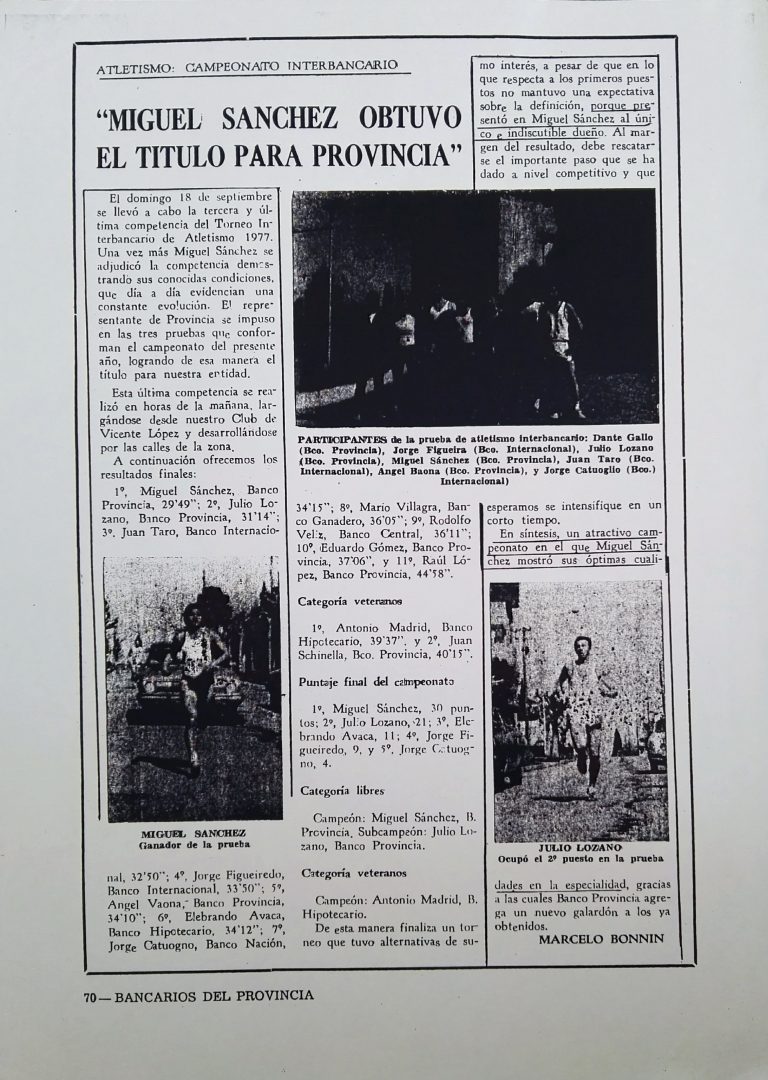 ATLETISMO: CAMPEONATO INTERBANCARIO
“MIGUEL SANCHEZ OBTUVO
EL TITULO PARA PROVINCIA”
El domingo 18 de septiembre
se llevó a cabo la tercera y úl-
tima competencia del Torneo In-
terbancario de Atletismo 1977.
Una vez más Miguel Sánchez se
adjudicó la competencia demos-
trando sus conocidas condiciones,
que día a día evidencian una
constante evolución. El repre-
sentante de Provincia se impuso
en las tres pruebas que confor-
man el campeonato del presente
año, logrando de esa manera el
título para nuestra entidad.
Esta última competencia se rea-
lizó en horas de la mañana, lar-
gándose desde nuestro Club de
Vicente López y desarrollándose
por las calles de la zona.
A continuación ofrecemos los
resultados finales:
1º, Miguel Sánchez, Banco
Provincia, 29'49"; 2º, Julio Lo-
zano, Banco Provincia, 31'14";
3º, Juan Taro, Banco Internacio-
MIGUEL SANCHEZ
Ganador de la prueba
nal, 32'50"; 4º, Jorge Figueiredo,
Banco Internacional, 33'50"; 5º,
Angel Vaona, Banco Provincia,
34'10"; 6º, Elebrando Avaca,
Banco Hipotecario, 34'12"; 7º,
Jorge Catuogno, Banco Nación,
PARTICIPANTES de la prueba de atletismo interbancario: Dante Gallo
(Bco. Provincia), Jorge Figueira (Bco. Internacional), Julio Lozano
(Bco. Provincia), Miguel Sánchez (Bco. Provincia), Juan Taro (Bco.
Internacional), Angel Baona (Bco. Provincia), y Jorge Catuoglio (Bco.)
Internacional)
34'15"; 8º, Mario Villagra, Ban-
co Ganadero, 36'05"; 9º, Rodolfo
Veliz, Banco Central, 36'11";
10º, Eduardo Gómez, Banco Pro-
vincia, 37'06", y 11º, Raúl Ló-
pez, Banco Provincia, 44'58".
Categoría veteranos
1º, Antonio Madrid, Banco
Hipotecario, 39'37", y 2º, Juan
Schinella, Bco. Provincia, 40'15".
Puntaje final del campeonato
1º, Miguel Sánchez, 30 pun-
tos; 2º, Julio Lozano, 21; 3º, Ele-
brando Avaca, 11; 4º, Jorge Fi-
gueiredo, 9, y 5º, Jorge Catuog-
no, 4.
Categoría libres
Campeón: Miguel Sánchez, B.
Provincia. Subcampeón: Julio Lo-
zano, Banco Provincia.
Categoría veteranos
Campeón: Antonio Madrid, B.
Hipotecario.
De esta manera finaliza un tor-
neo que tuvo alternativas de su-
mo interés, a pesar de que en lo
que respecta a los primeros pues-
tos no mantuvo una expectativa
sobre la definición, porque pre-
sentó en Miguel Sánchez al úni-
co e indiscutible dueño. Al mar-
gen del resultado, debe rescatar-
se el importante paso que se ha
dado a nivel competitivo y que
esperamos se intensifique en un
corto tiempo.
En síntesis, un atractivo cam-
peonato en el que Miguel Sán-
chez mostró sus óptimas cuali-
JULIO LOZANO
Ocupó el 2º puesto en la prueba
dades en la especialidad, gracias
a las cuales Banco Provincia agre-
ga un nuevo galardón a los ya
obtenidos.
MARCELO BONNIN
70 — BANCARIOS DEL PROVINCIA